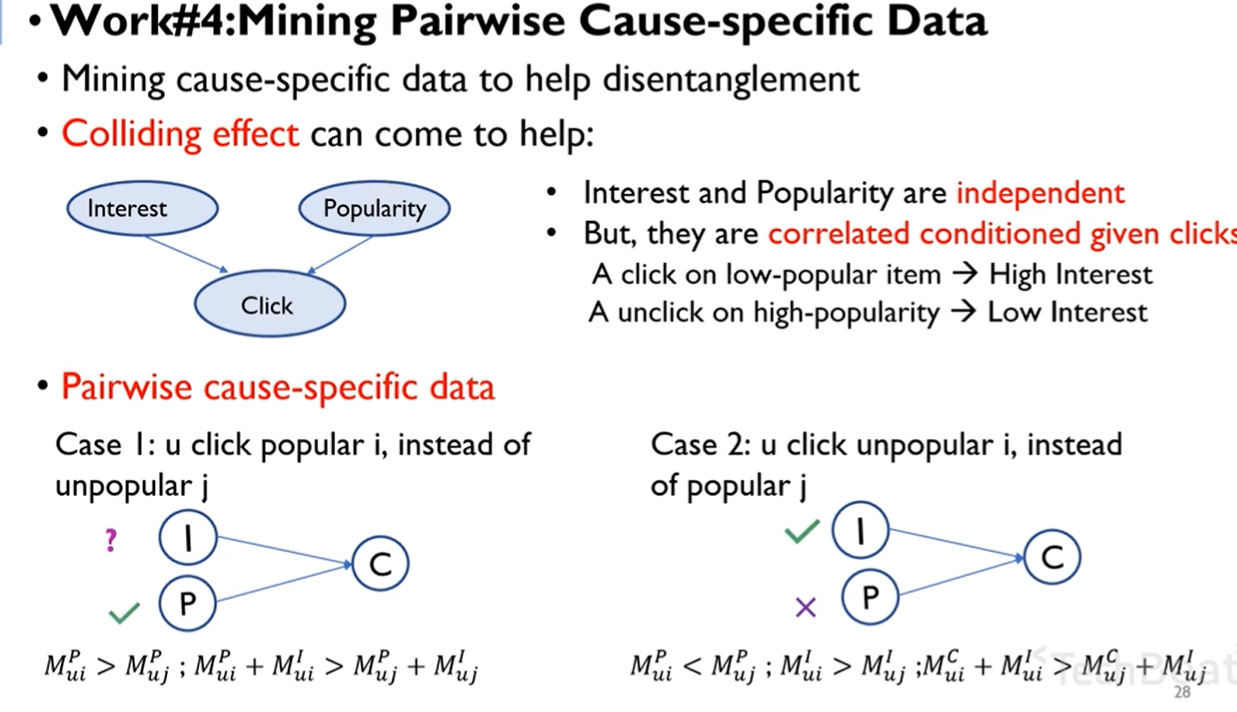 • Work#4:Mining Pairwise Cause-specific Data
• Mining cause-specific data to help disentanglement
• Colliding effect can come to help:
Interest
Popularity
Click
• Interest and Popularity are independent
• But, they are correlated conditioned given clicks
A click on low-popular item → High Interest
A unclick on high-popularity → Low Interest
• Pairwise cause-specific data
Case 1: u click popular i, instead of
unpopular j
? I
C
✓ P
M_{ui}^{P} > M_{uj}^{P} ; M_{ui}^{P} + M_{ui}^{I} > M_{uj}^{P} + M_{uj}^{I}
Case 2: u click unpopular i, instead
of popular j
✓ I
C
× P
M_{ui}^{P} < M_{uj}^{P} ; M_{ui}^{I} > M_{uj}^{I} ;M_{ui}^{C} + M_{ui}^{I} > M_{uj}^{C} + M_{uj}^{I}
TechBeat
28